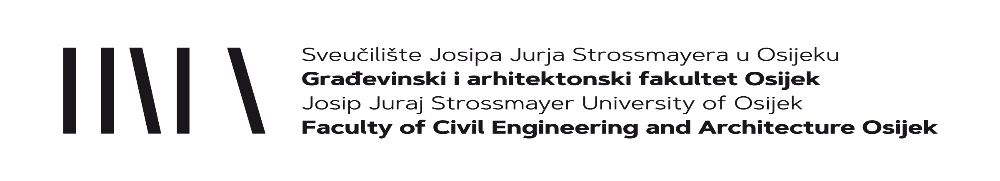 Sveučilište Josipa Jurja Strossmayera u Osijeku
Građevinski i arhitektonski fakultet Osijek
Josip Juraj Strossmayer University of Osijek
Faculty of Civil Engineering and Architecture Osijek